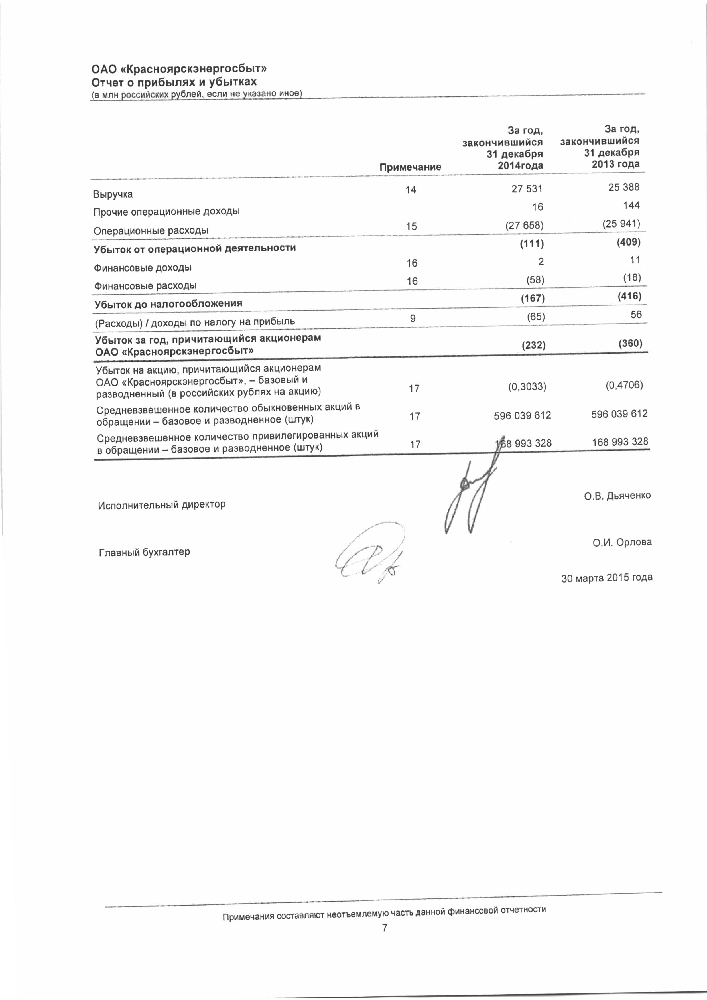 ОАО «Красноярскэнергосбыт»
Отчет о прибылях и убытках
(в млн российских рублей, если не указано иное)
Примечание За год, закончившийся 31 декабря 2014года За год, закончившийся 31 декабря 2013 года
Выручка 14 27 531 25 388
Прочие операционные доходы 16 144
Операционные расходы 15 (27 658) (25 941)
Убыток от операционной деятельности (111) (409)
Финансовые доходы 16 2 11
Финансовые расходы 16 (58) (18)
Убыток до налогообложения (167) (416)
(Расходы) / доходы по налогу на прибыль 9 (65) 56
Убыток за год, причитающийся акционерам
ОАО «Красноярскэнергосбыт» (232) (360)
Убыток на акцию, причитающийся акционерам
ОАО «Красноярскэнергосбыт», – базовый и
разводненный (в российских рублях на акцию) 17 (0,3033) (0,4706)
Средневзвешенное количество обыкновенных акций в
обращении – базовое и разводненное (штук) 17 596 039 612 596 039 612
Средневзвешенное количество привилегированных акций
в обращении – базовое и разводненное (штук) 17 168 993 328 168 993 328
Исполнительный директор О.В. Дьяченко
Главный бухгалтер О.И. Орлова
30 марта 2015 года
Примечания составляют неотъемлемую часть данной финансовой отчетности
7